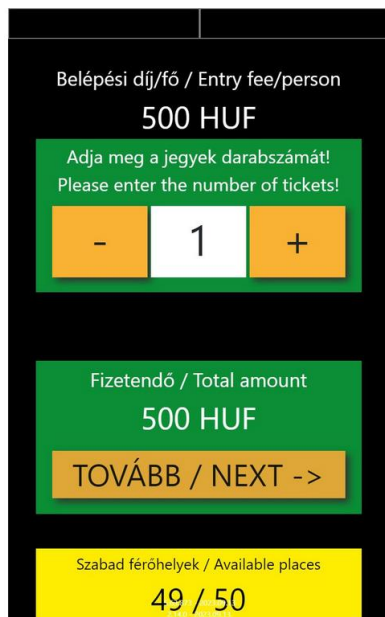 Belépési díj/fő / Entry fee/person
500 HUF
Adja meg a jegyek darabszámát!
Please enter the number of tickets!
- 1 +
Fizetendő / Total amount
500 HUF
TOVÁBB / NEXT ->
Szabad férőhelyek / Available places
49 / 50